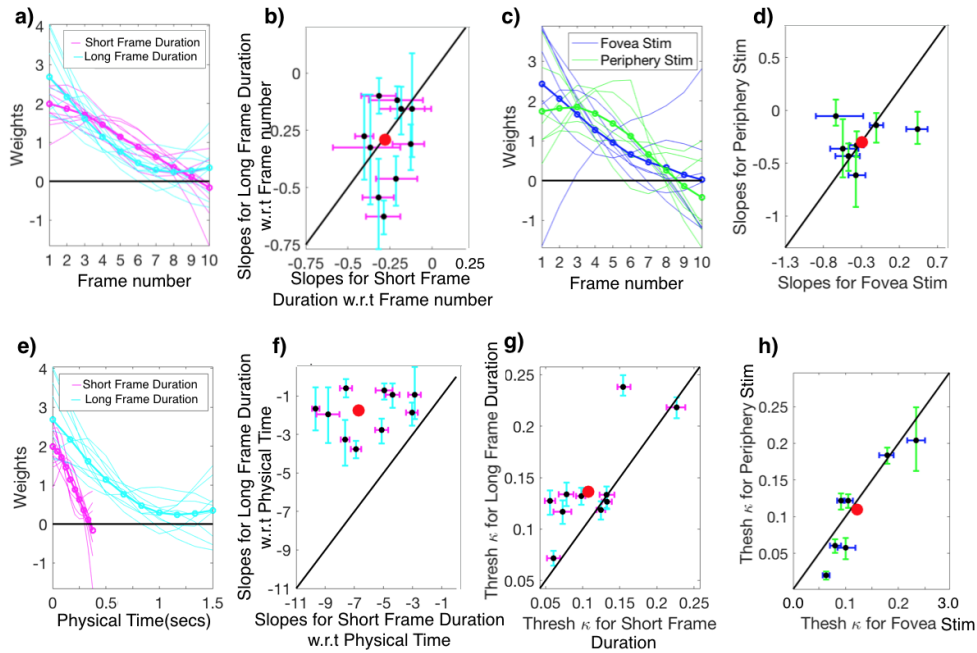 a)
Short Frame Duration
Long Frame Duration
4
3
2
1
0
1
1 2 3 4 5 6 7 8 9 10
Weights
Frame number
b)
0
-0.25
-0.5
-0.75
-0.75 -0.5 -0.25 0 0.25
Slopes for Long Frame Duration
w.r.t Frame number
Slopes for Short Frame
Duration w.r.t Frame number
c)
Fovea Stim
Periphery Stim
4
3
2
1
0
1
1 2 3 4 5 6 7 8 9 10
Weights
Frame number
d)
0.5
0
-0.5
-1
-1.3 -0.8 -0.3 0.2 0.7
Slopes for Periphery Stim
Slopes for Fovea Stim
e)
Short Frame Duration
Long Frame Duration
4
3
2
1
0
1
0 0.5 1 1.5
Weights
Physical Time(secs)
f)
-1
-3
-5
-7
-9
-11
-11 -9 -7 -5 -3 -1
Slopes for Long Frame Duration
w.r.t Physical Time
Slopes for Short Frame Duration
w.r.t Physical Time
g)
0.25
0.20
0.15
0.10
0.05
0.05 0.10 0.15 0.20 0.25
Thresh κ for Long Frame Duration
Thresh κ for Short Frame
Duration
h)
0.25
0.20
0.15
0.10
0.05
0.0 0.1 0.2 3.0
Thesh κ for Periphery Stim
Thesh κ for Fovea Stim